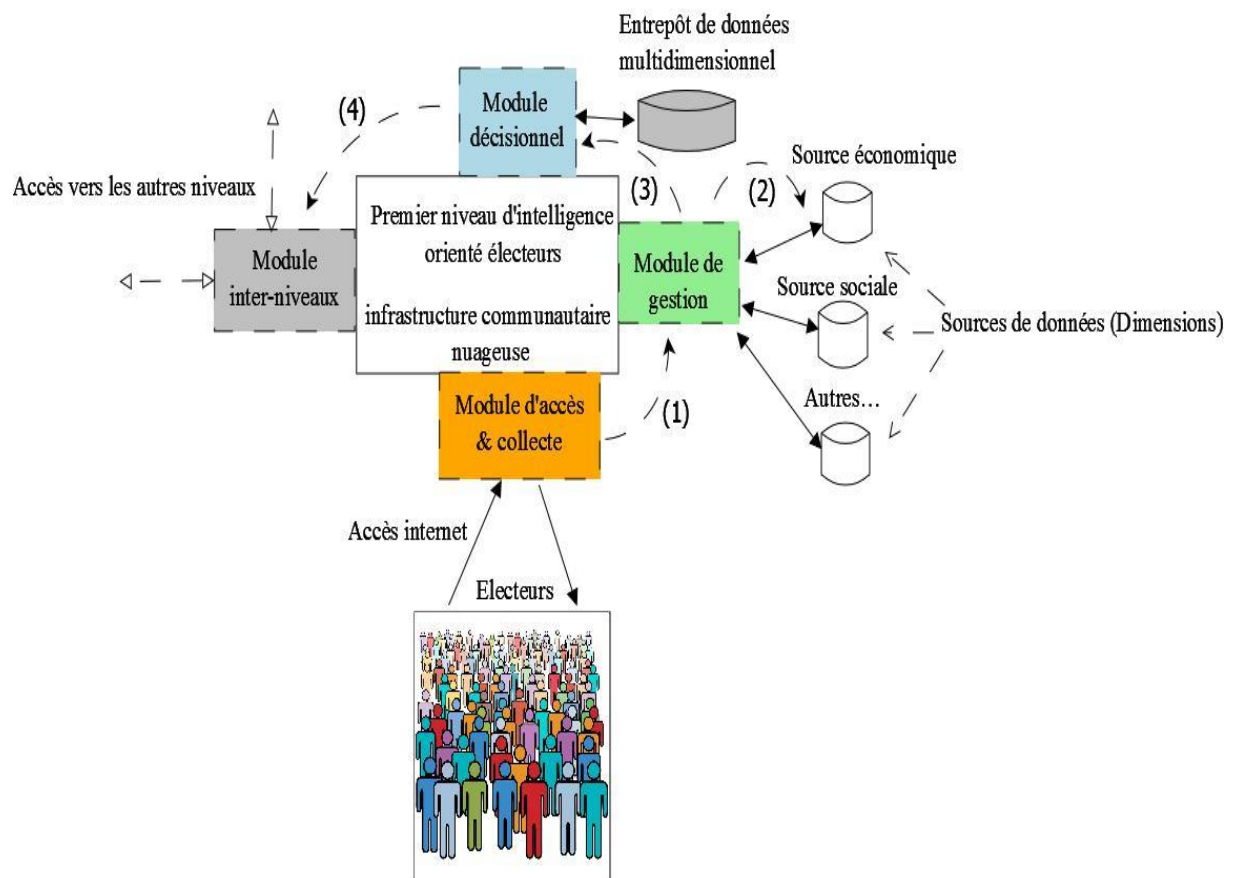 Entrepôt de données
multidimensionnel
Module
décisionnel
(4)
(3)
(2)
Source économique
Accès vers les autres niveaux
Premier niveau d'intelligence
orienté électeurs
infrastructure communautaire
nuageuse
Module
inter-niveaux
Module de
gestion
Source sociale
Sources de données (Dimensions)
Autres...
Module d'accès
& collecte
(1)
Accès internet
Electeurs